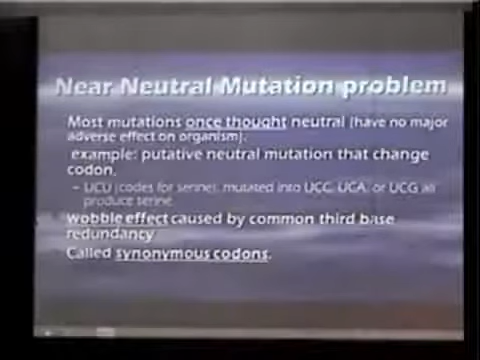 Near Neutral Mutation problem
Most mutations once thought neutral (have no major
adverse effect on organism).
example: putative neutral mutation that change
codon.
– UCU (codes for serine), mutated into UCC, UCA, or UCG all
produce serine
wobble effect caused by common third base
redundancy
Called synonymous codons.